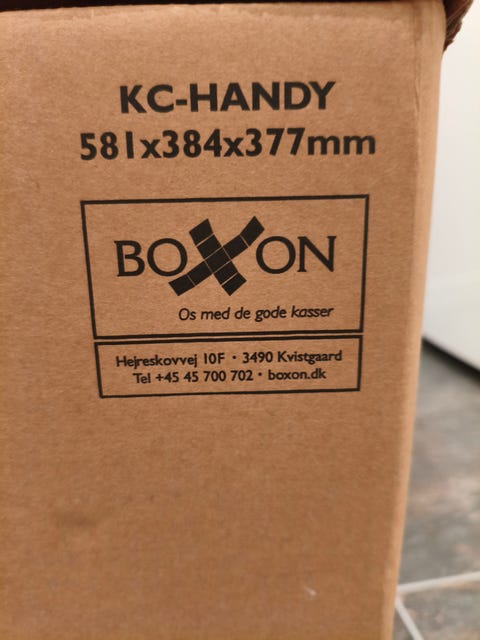 KC-HANDY
581x384x377mm
BOXON
Os med de gode kasser
Hejreskovvej 10F · 3490 Kvistgaard
Tel +45 45 700 702 · boxon.dk